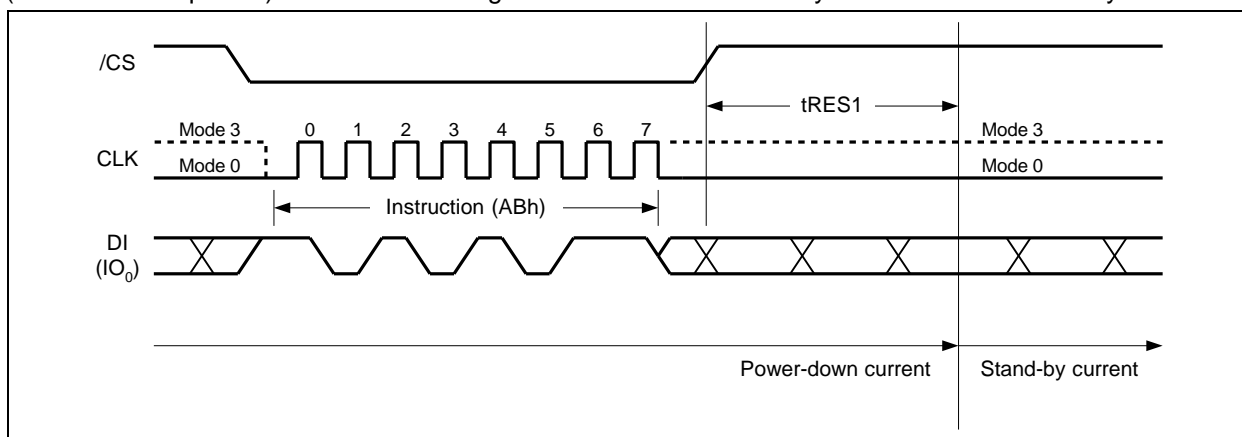 /CS
tRES1
Mode 3 0 1 2 3 4 5 6 7 Mode 3
CLK
Mode 0 Mode 0
Instruction (ABh)
DI
(IO0)
Power-down current Stand-by current